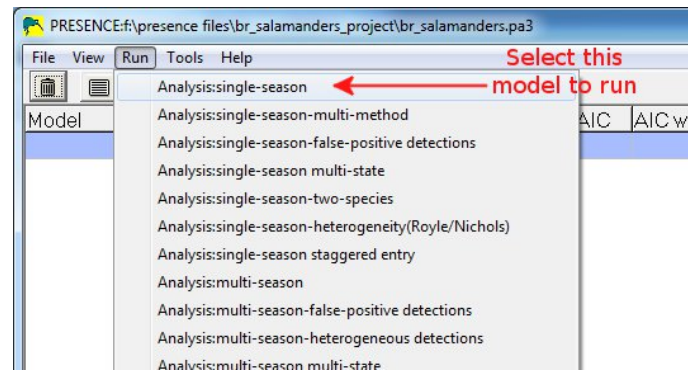 PRESENCE:f:\presence files\br_salamanders_project\br_salamanders.pa3
File View Run Tools Help
Select this
model to run
Model AIC AIC w
Analysis:single-season
Analysis:single-season-multi-method
Analysis:single-season-false-positive detections
Analysis:single-season multi-state
Analysis:single-season-two-species
Analysis:single-season-heterogeneity(Royle/Nichols)
Analysis:single-season staggered entry
Analysis:multi-season
Analysis:multi-season-false-positive detections
Analysis:multi-season-heterogeneous detections
Analysis:multi-season multi-state